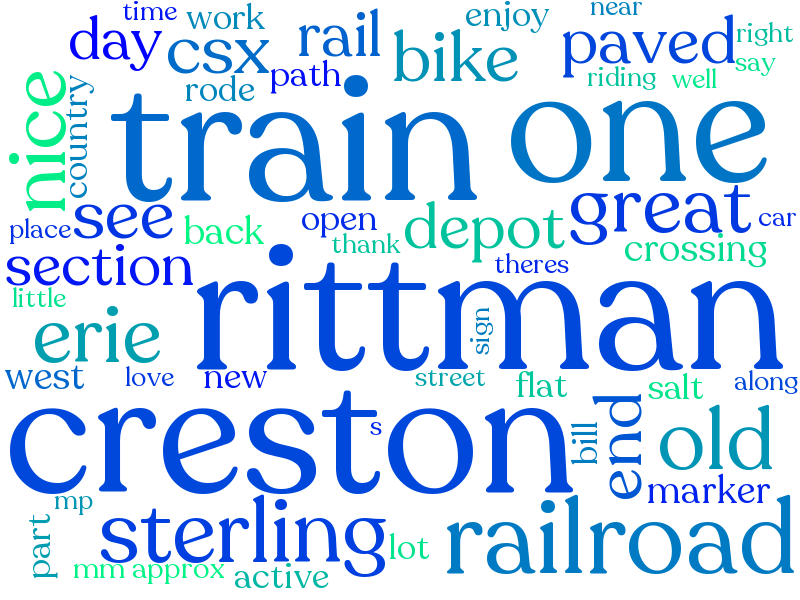 time work enjoy near
day csx rail bike paved right
say
nice country rode path riding well
train one
place see back open thank depot great car
crossing
section theres
little rittman
erie sign
west love new street flat salt along
creston s bill end old
marker
mp part sterling lot railroad
mm approx active